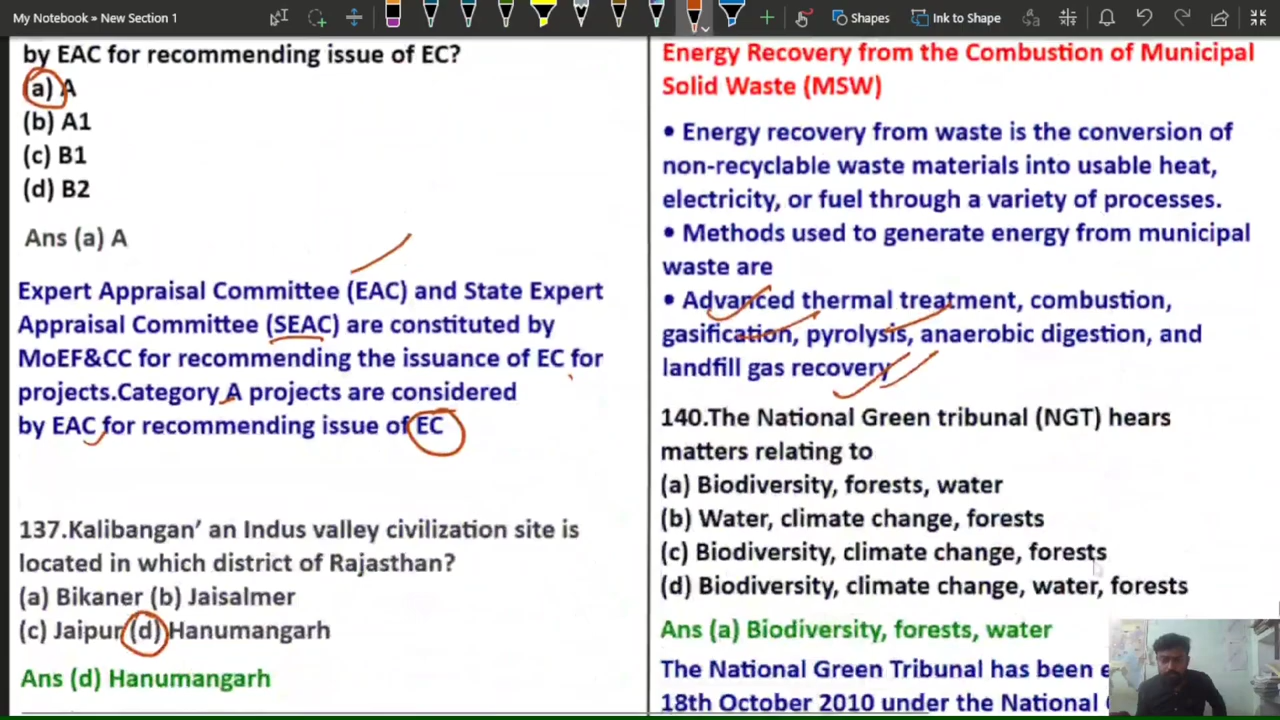 My Notebook » New Section 1
Shapes
Ink to Shape
by EAC for recommending issue of EC?
(a) A
(b) A1
(c) B1
(d) B2
Ans (a) A
Expert Appraisal Committee (EAC) and State Expert
Appraisal Committee (SEAC) are constituted by
MoEF&CC for recommending the issuance of EC for
projects.Category A projects are considered
by EAC for recommending issue of EC
137.Kalibangan’ an Indus valley civilization site is
located in which district of Rajasthan?
(a) Bikaner (b) Jaisalmer
(c) Jaipur (d) Hanumangarh
Ans (d) Hanumangarh
Energy Recovery from the Combustion of Municipal
Solid Waste (MSW)
• Energy recovery from waste is the conversion of
non-recyclable waste materials into usable heat,
electricity, or fuel through a variety of processes.
• Methods used to generate energy from municipal
waste are
• Advanced thermal treatment, combustion,
gasification, pyrolysis, anaerobic digestion, and
landfill gas recovery
140.The National Green tribunal (NGT) hears
matters relating to
(a) Biodiversity, forests, water
(b) Water, climate change, forests
(c) Biodiversity, climate change, forests
(d) Biodiversity, climate change, water, forests
Ans (a) Biodiversity, forests, water
The National Green Tribunal has been
18th October 2010 under the National